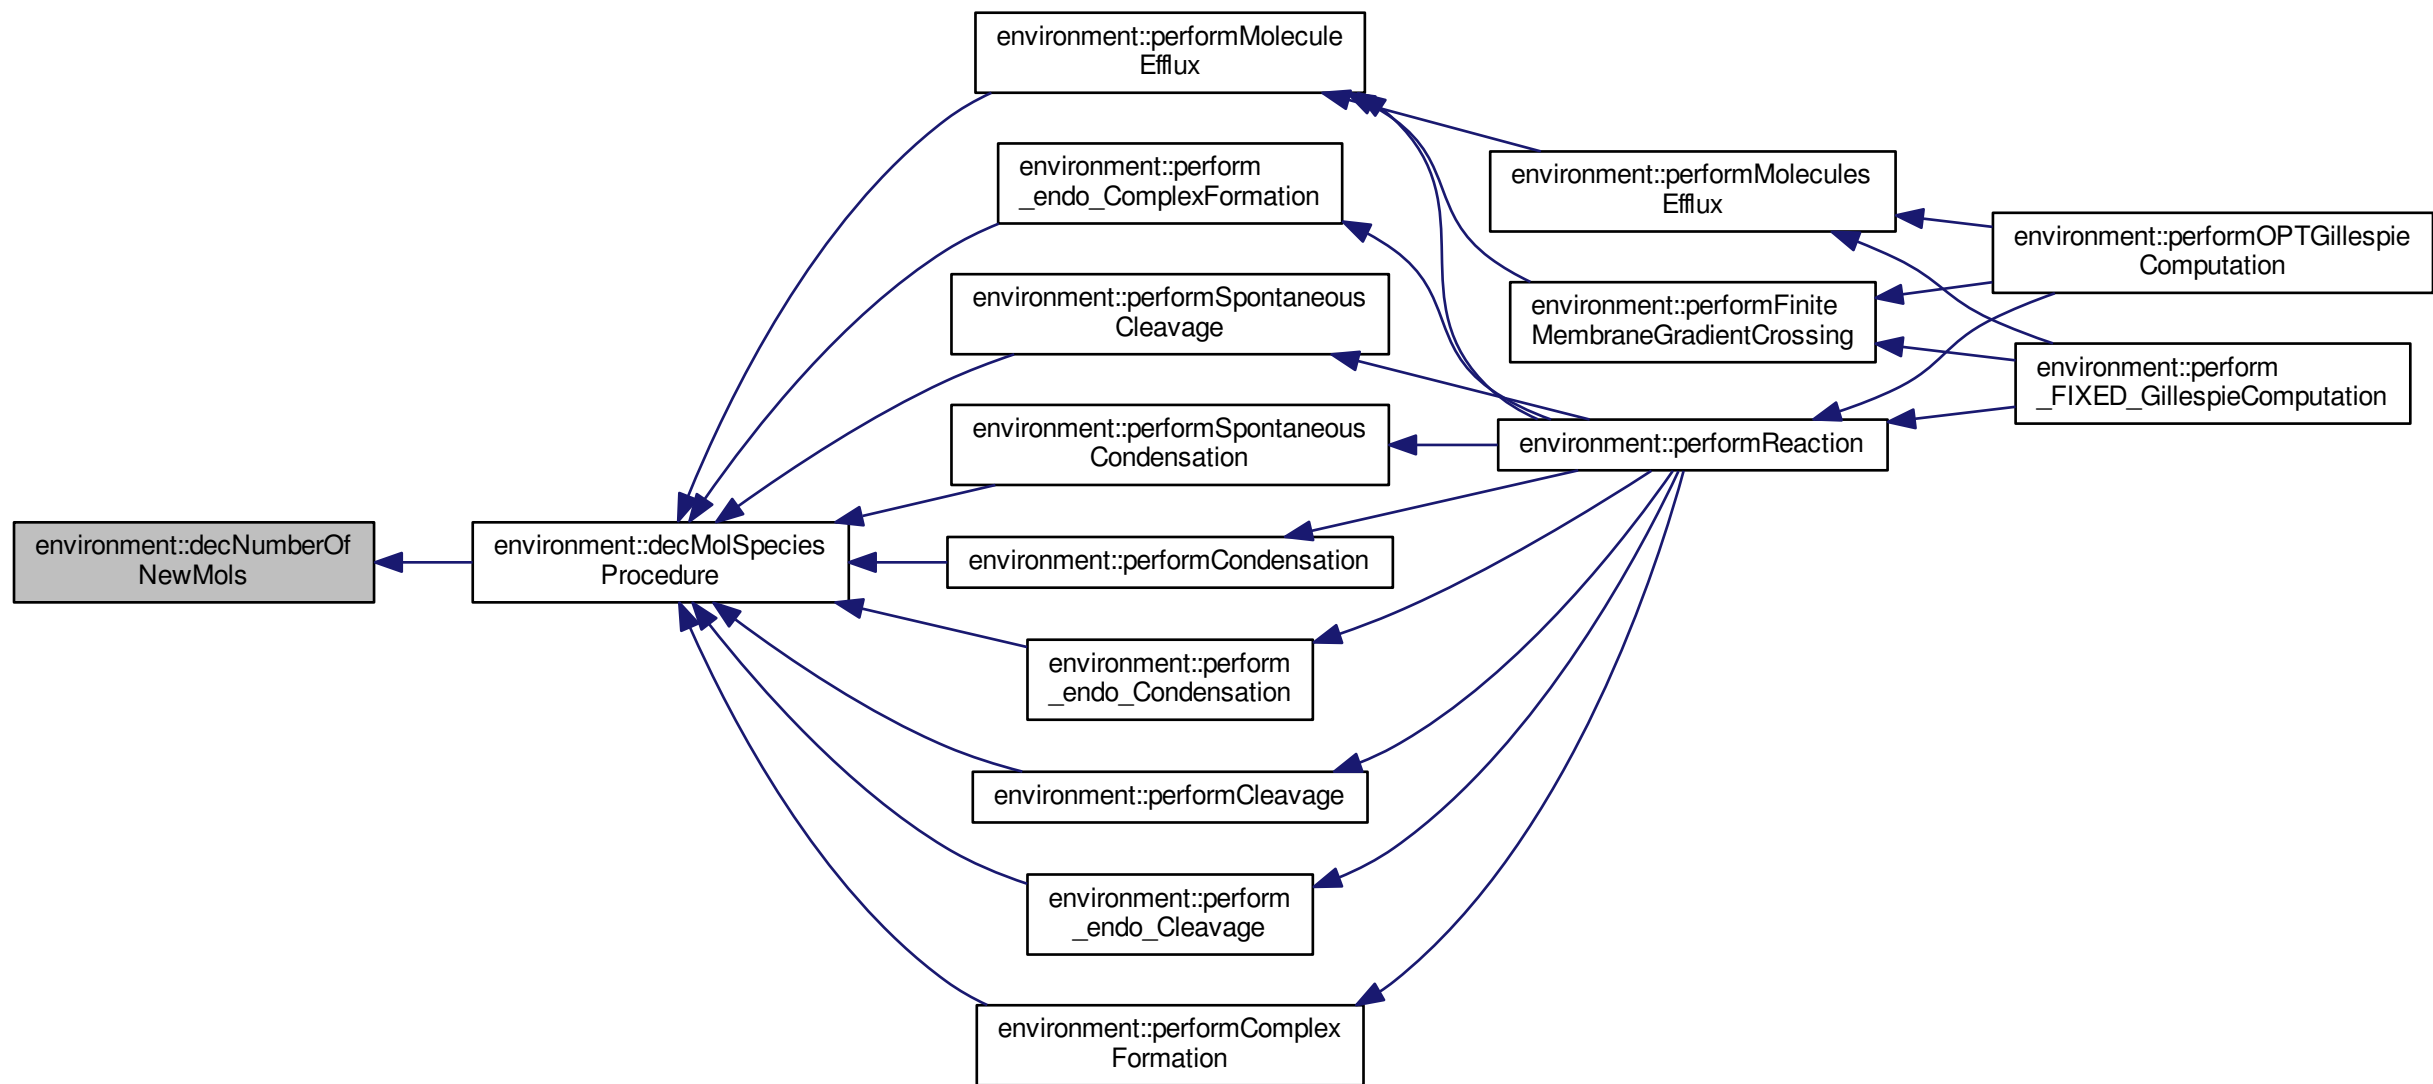 environment::decNumberOf
NewMols
environment::decMolSpecies
Procedure
environment::performMolecule
Efflux
environment::perform
_endo_ComplexFormation
environment::performSpontaneous
Cleavage
environment::performSpontaneous
Condensation
environment::performCondensation
environment::perform
_endo_Condensation
environment::performCleavage
environment::perform
_endo_Cleavage
environment::performComplex
Formation
environment::performMolecules
Efflux
environment::performFinite
MembraneGradientCrossing
environment::performReaction
environment::performOPTGillespie
Computation
environment::perform
_FIXED_GillespieComputation